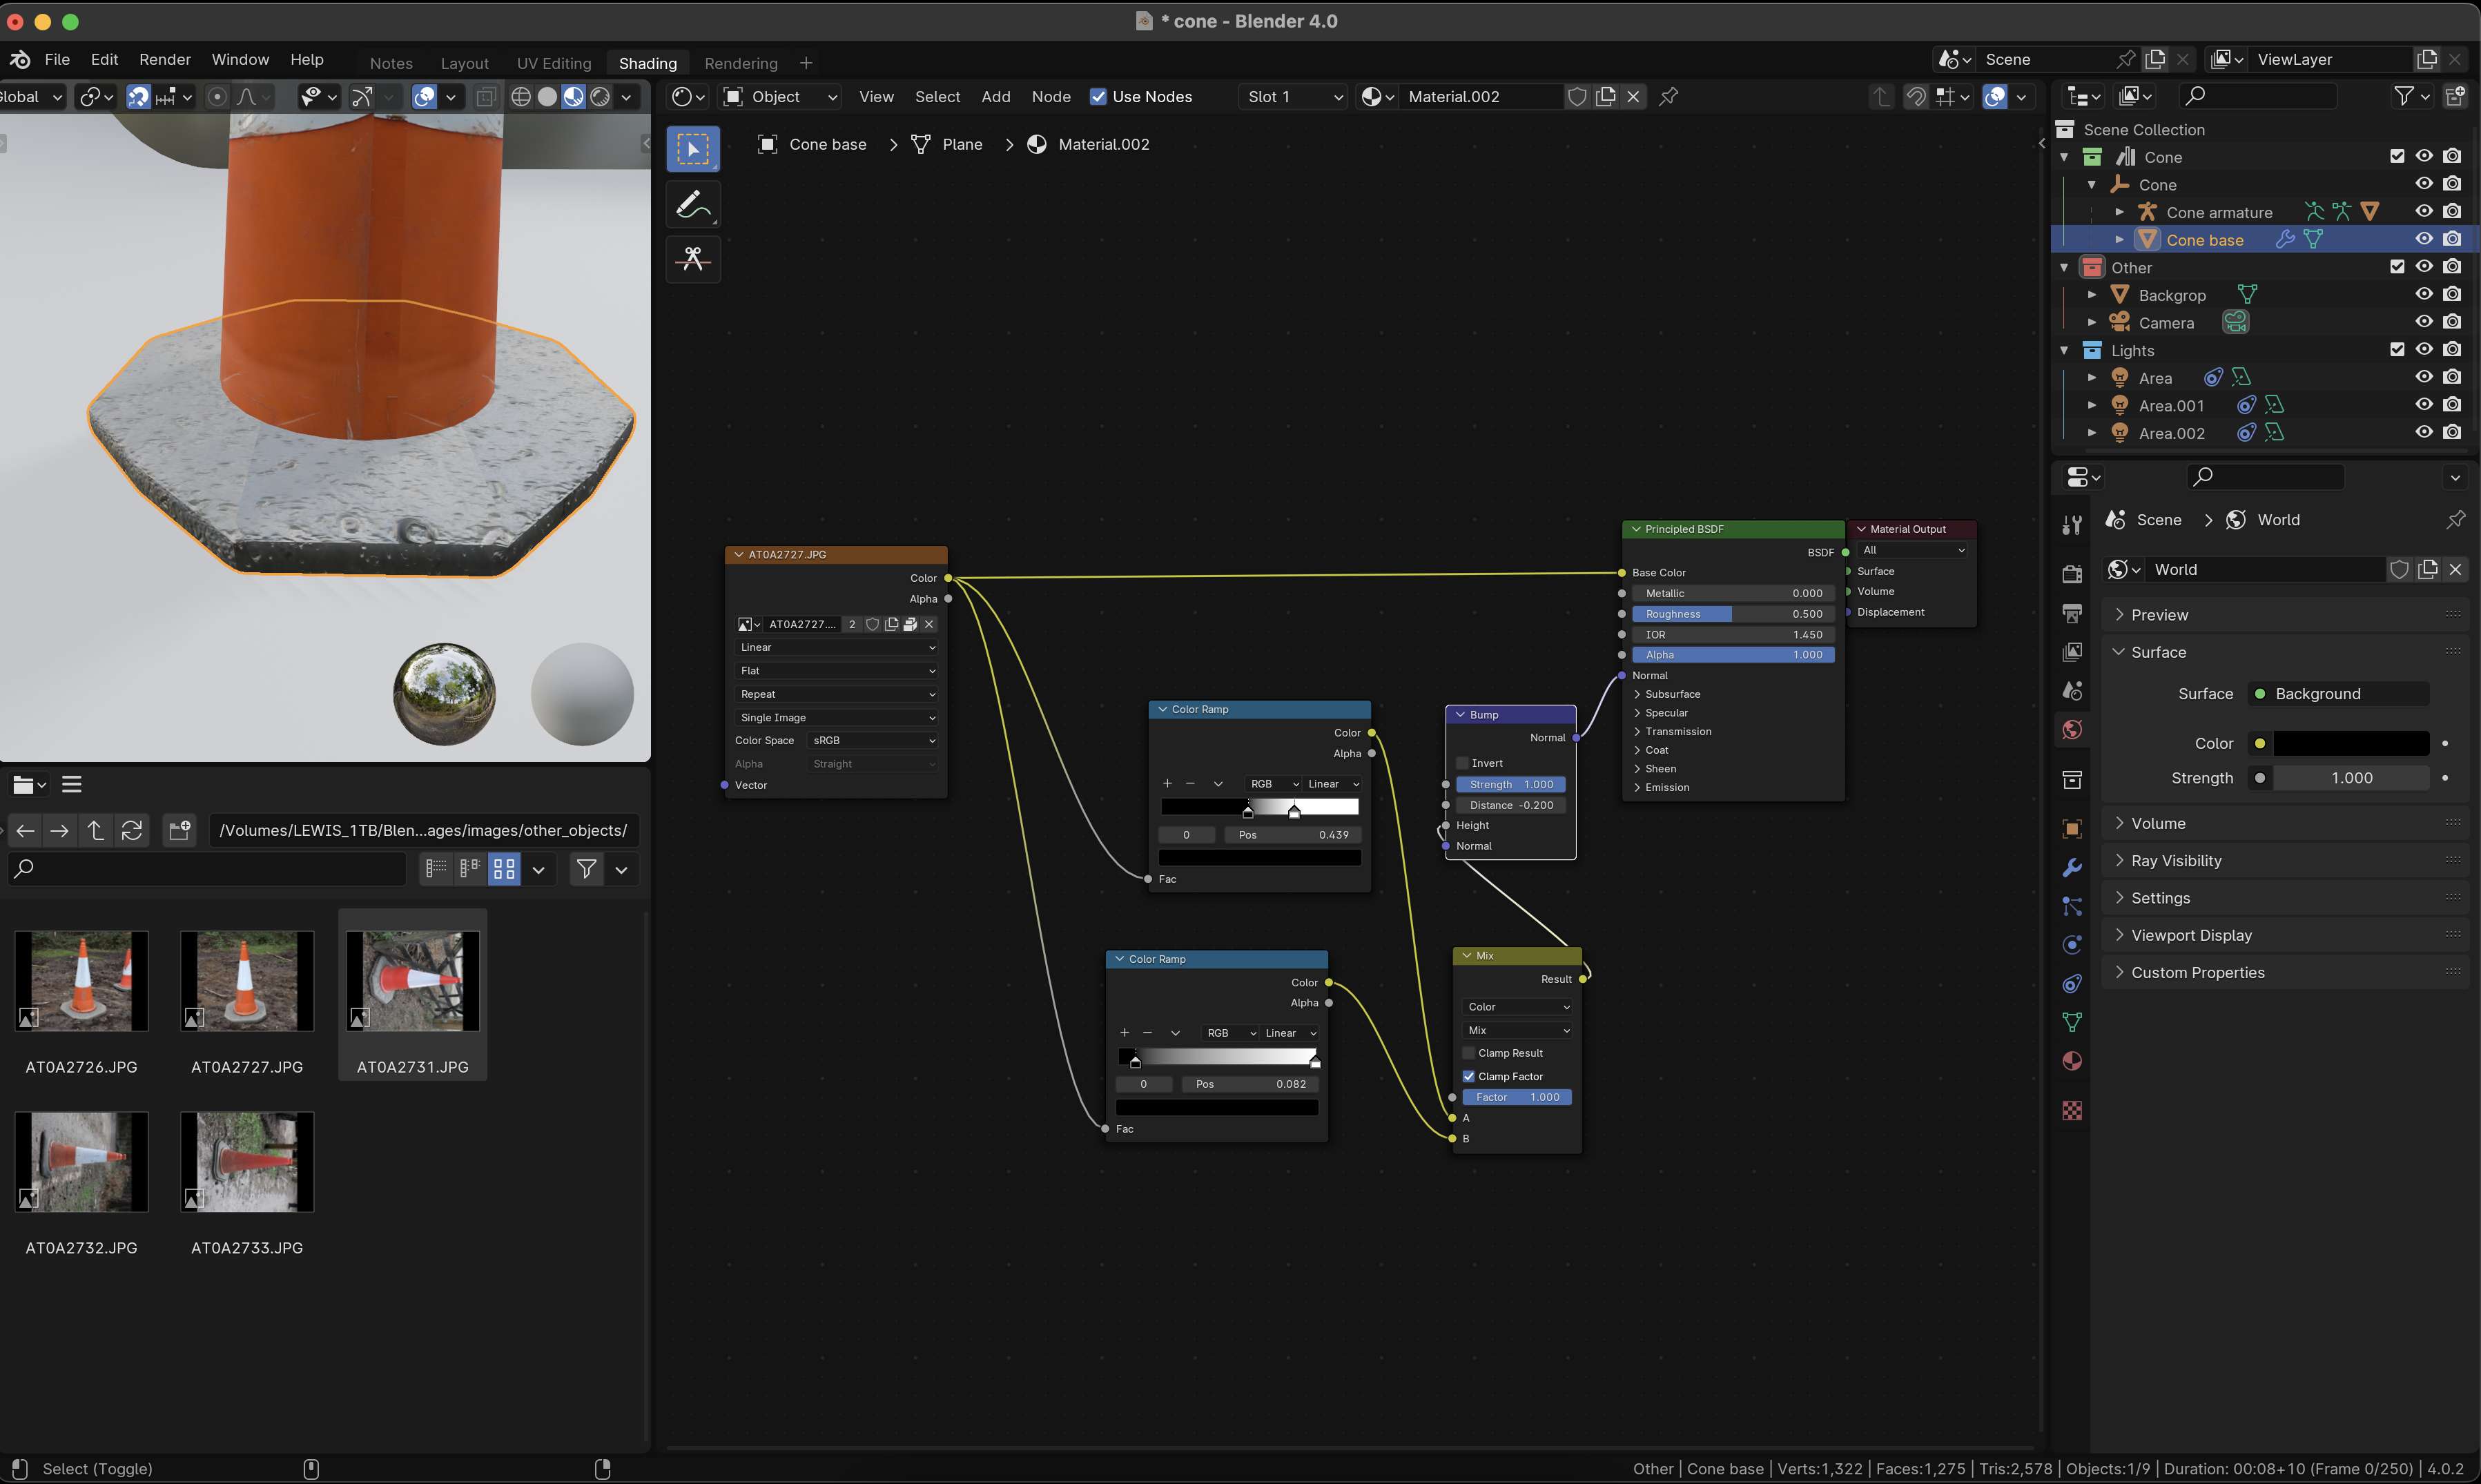 * cone - Blender 4.0
File Edit Render Window Help Notes Layout UV Editing Shading Rendering + Scene ViewLayer
Global Object View Select Add Node Use Nodes Slot 1 Material.002
Cone base > Plane > Material.002
Scene Collection
Cone
Cone
Cone armature
Cone base
Other
Backgrop
Camera
Lights
Area
Area.001
Area.002
AT0A2727.JPG
Color
Alpha
AT0A2727.... 2
Linear
Flat
Repeat
Single Image
Color Space sRGB
Alpha Straight
Vector
Color Ramp
Color
Alpha
RGB Linear
0 Pos 0.439
Fac
Color Ramp
Color
Alpha
RGB Linear
0 Pos 0.082
Fac
Bump
Normal
Invert
Strength 1.000
Distance -0.200
Height
Normal
Mix
Result
Color
Mix
Clamp Result
Clamp Factor
Factor 1.000
A
B
Principled BSDF
BSDF
Base Color
Metallic 0.000
Roughness 0.500
IOR 1.450
Alpha 1.000
Normal
Subsurface
Specular
Transmission
Coat
Sheen
Emission
Material Output
All
Surface
Volume
Displacement
Scene > World
World
Preview
Surface
Surface Background
Color
Strength 1.000
Volume
Ray Visibility
Settings
Viewport Display
Custom Properties
/Volumes/LEWIS_1TB/Blen...ages/images/other_objects/
AT0A2726.JPG AT0A2727.JPG AT0A2731.JPG
AT0A2732.JPG AT0A2733.JPG
Select (Toggle)
Other | Cone base | Verts:1,322 | Faces:1,275 | Tris:2,578 | Objects:1/9 | Duration: 00:08+10 (Frame 0/250) | 4.0.2